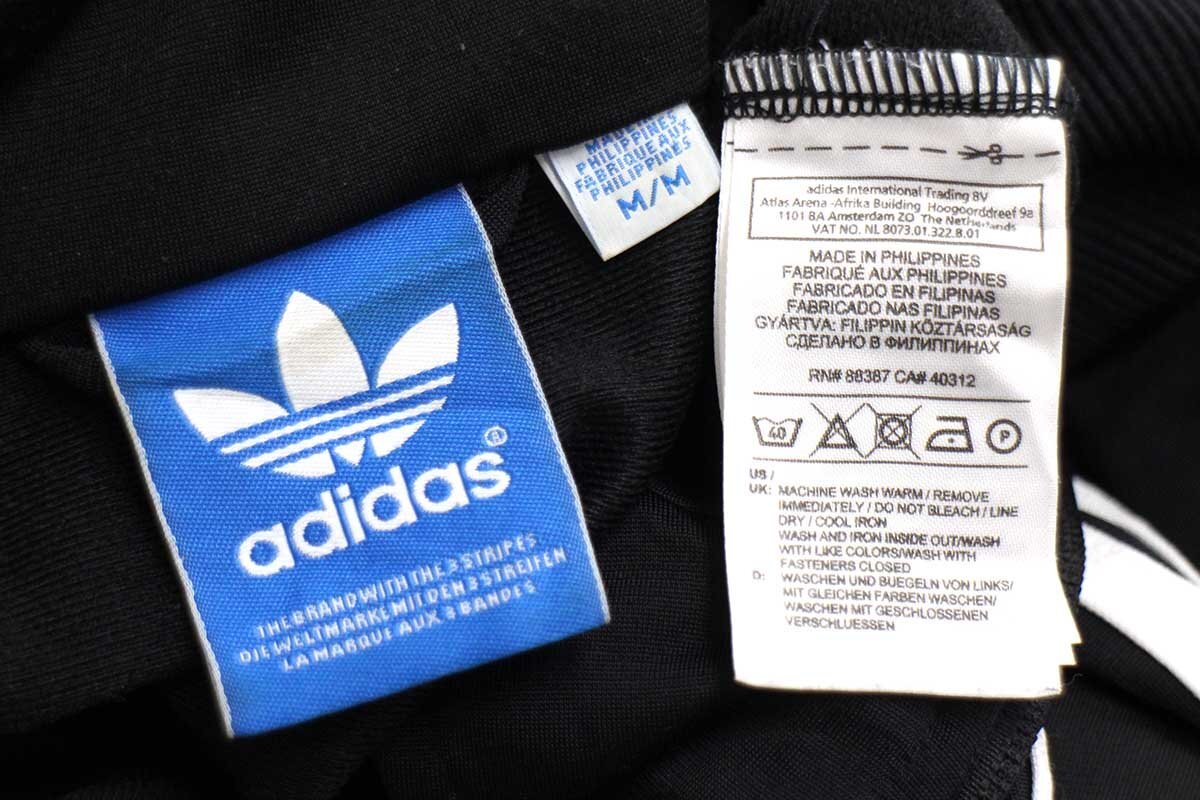 adidas
®
THE BRAND WITH THE 3 STRIPES
DIE WELTMARKE MIT DEN 3 STREIFEN
LA MARQUE AUX 3 BANDES
MADE IN
PHILIPPINES
FABRIQUE AUX
PHILIPPINES
M/M
adidas International Trading BV
Atlas Arena -Afrika Building Hoogoorddreef 9a
1101 BA Amsterdam ZO The Netherlands
VAT NO. NL 8073.01.322.B.01
MADE IN PHILIPPINES
FABRIQUÉ AUX PHILIPPINES
FABRICADO EN FILIPINAS
FABRICADO NAS FILIPINAS
GYÁRTVA: FILIPPIN KÖZTÁRSASÁG
СДЕЛАНО В ФИЛИППИНАХ
RN# 88387 CA# 40312
40 P
US /
UK: MACHINE WASH WARM / REMOVE
IMMEDIATELY / DO NOT BLEACH / LINE
DRY / COOL IRON
WASH AND IRON INSIDE OUT/WASH
WITH LIKE COLORS/WASH WITH
FASTENERS CLOSED
D: WASCHEN UND BUEGELN VON LINKS/
MIT GLEICHEN FARBEN WASCHEN/
WASCHEN MIT GESCHLOSSENEN
VERSCHLUESSEN